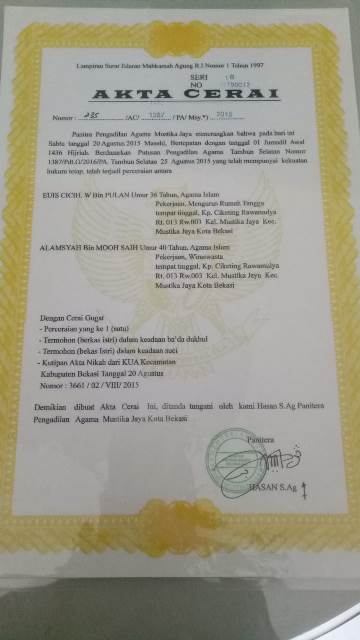 Lampiran Surat Edaran Mahkamah Agung R.I Nomor 1 Tahun 1997
SERI
NO
AKTA CERAI
Nomor : 235 /AC/ 1387 / PA/ Msy.*) 2015
Panitra Pengadilan Agama Mustika Jaya menerangkan bahwa pada hari ini
Sabtu tanggal 20 Agustus 2015 Masehi, Bertepatan dengan tanggal 01 Jumadil Awal
1436 Hijriah. Berdasarkan Putusan Pengadilan Agama Tambun Selatan Nomor
1387/Pdt.G/2016/PA. Tambun Selatan 25 Agustus 2015 yang telah mempunyai kekuatan
hukum tetap, telah terjadi perceraian antara
EUIS CICIH. W Bin PULAN Umur 36 Tahun, Agama Islam
Pekerjaan, Mengurus Rumah Tangga
tempat tinggal, Kp. Ciketing Rawamulya
Rt. 013 Rw.003 Kel. Mustika Jaya Kec.
Mustika Jaya Kota Bekasi
ALAMSYAH Bin MOOH SAIH Umur 40 Tahun, Agama Islam
Pekerjaan, Wiraswasta
tempat tinggal, Kp. Ciketing Rawamulya
Rt. 013 Rw.003 Kel. Mustika Jaya Kec.
Mustika Jaya Kota Bekasi
Dengan Cerai Gugat
- Perceraian yang ke 1 (satu)
- Termohon (berkas istri) dalam keadaan ba'da dukhul
- Termohon (bekas Istri) dalam keadaan suci
- Kutipan Akta Nikah dari KUA Kecamatan
Kabupaten Bekasi Tanggal 20 Agustus
Nomor : 3661 / 02 / VIII/ 2015
Demikian dibuat Akta Cerai Ini, ditanda tangani oleh kami Hasan S.Ag Panitera
Pengadilan Agama Mustika Jaya Kota Bekasi
Panitera
HASAN S.Ag